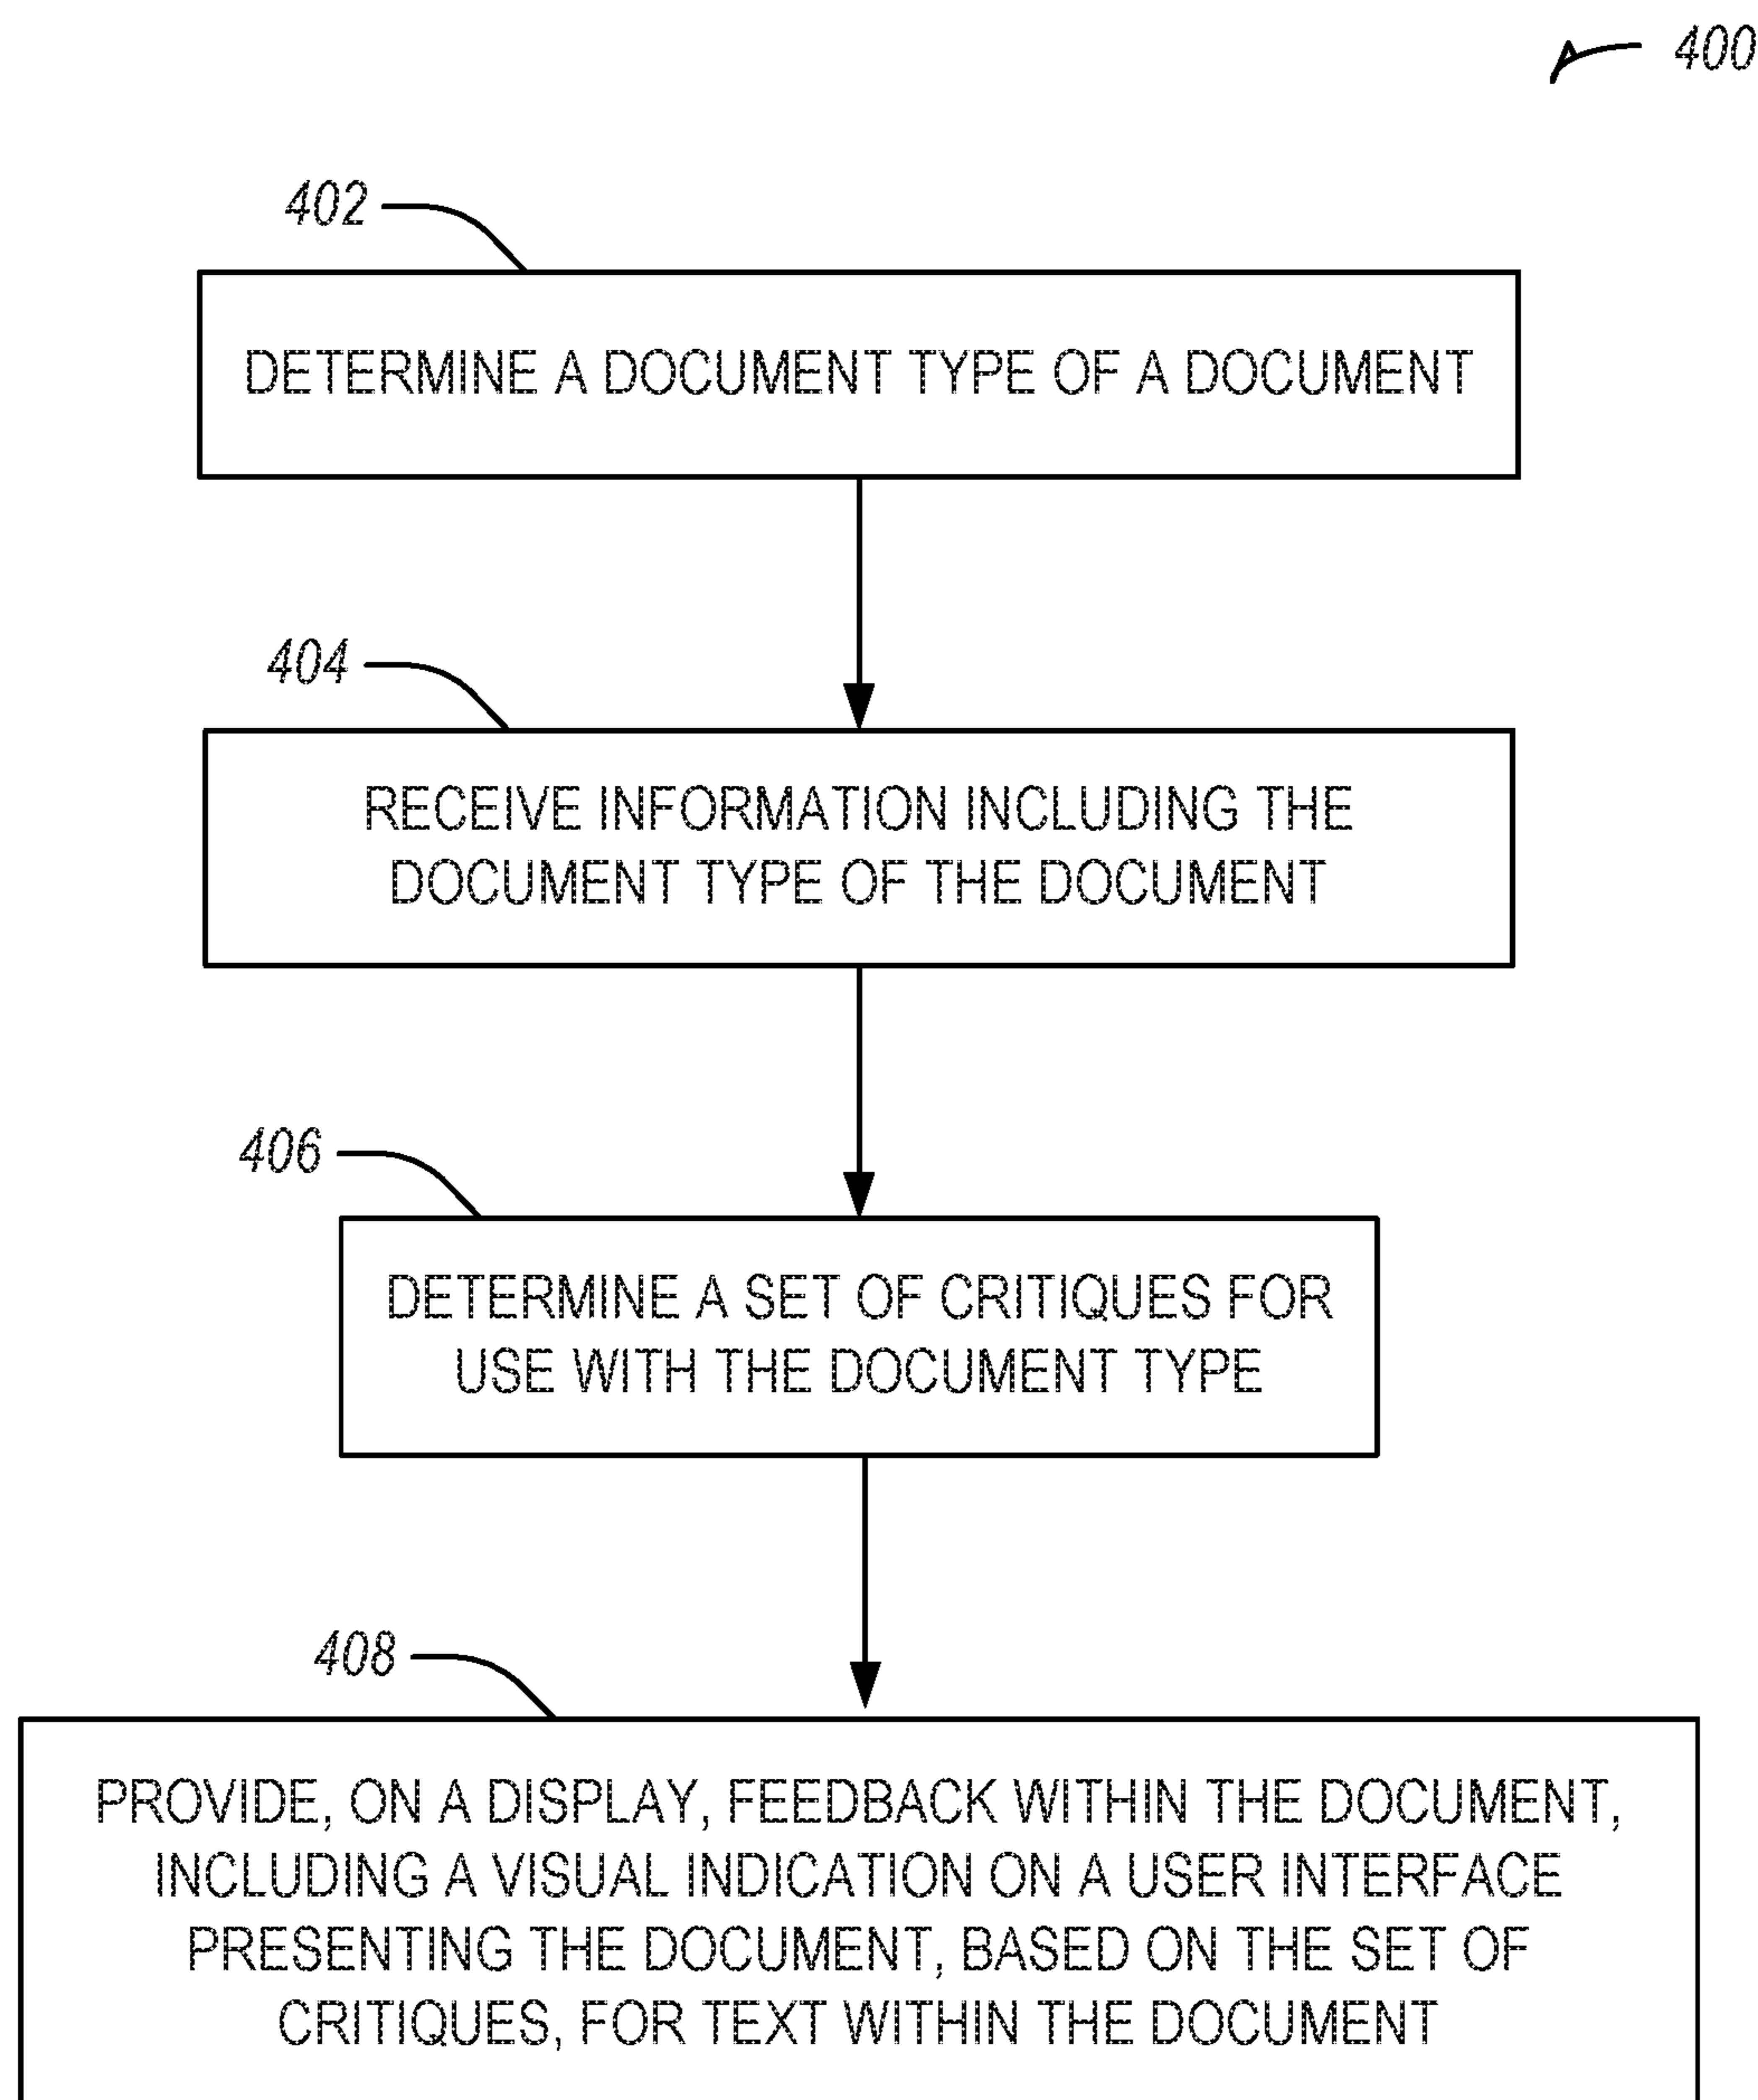 400
402
DETERMINE A DOCUMENT TYPE OF A DOCUMENT
404
RECEIVE INFORMATION INCLUDING THE
DOCUMENT TYPE OF THE DOCUMENT
406
DETERMINE A SET OF CRITIQUES FOR
USE WITH THE DOCUMENT TYPE
408
PROVIDE, ON A DISPLAY, FEEDBACK WITHIN THE DOCUMENT,
INCLUDING A VISUAL INDICATION ON A USER INTERFACE
PRESENTING THE DOCUMENT, BASED ON THE SET OF
CRITIQUES, FOR TEXT WITHIN THE DOCUMENT